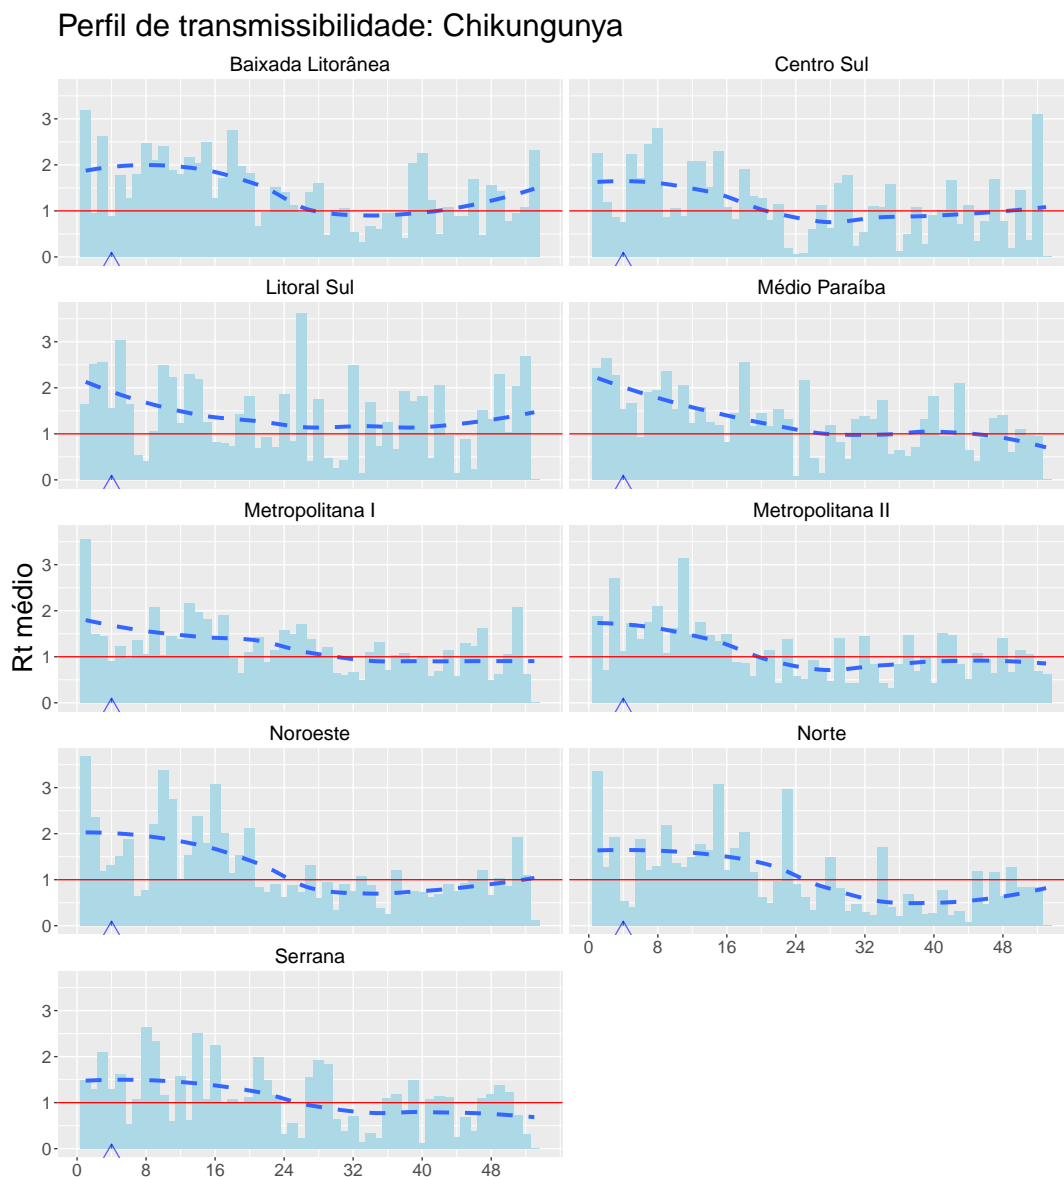 Perfil de transmissibilidade: Chikungunya
Baixada Litorânea
Centro Sul
3
2
1
0
Litoral Sul
Médio Paraíba
3
2
1
0
Metropolitana I
Metropolitana II
3
2
1
0
Rt médio
Noroeste
Norte
3
2
1
0
0 8 16 24 32 40 48
Serrana
3
2
1
0
0 8 16 24 32 40 48